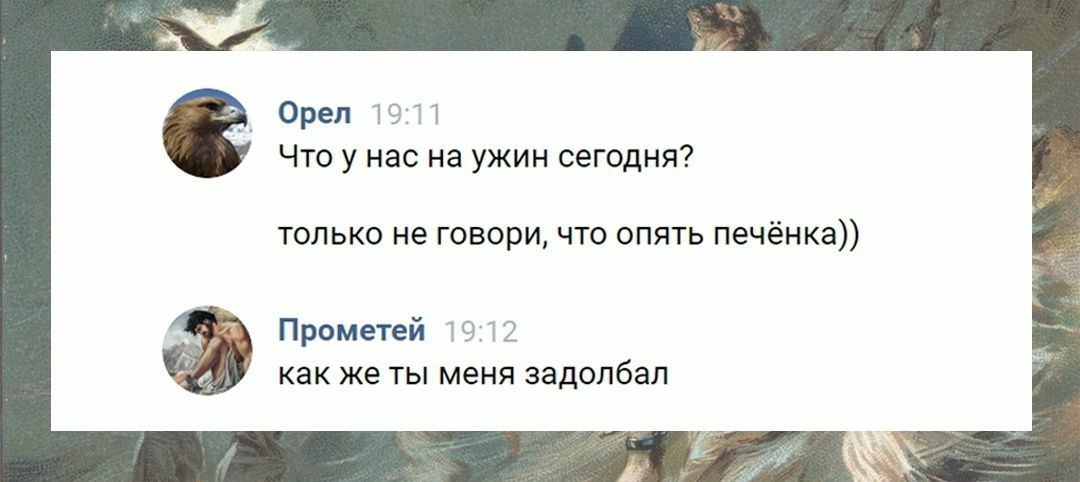 Орел 19:11
Что у нас на ужин сегодня?
только не говори, что опять печёнка))
Прометей 19:12
как же ты меня задолбал